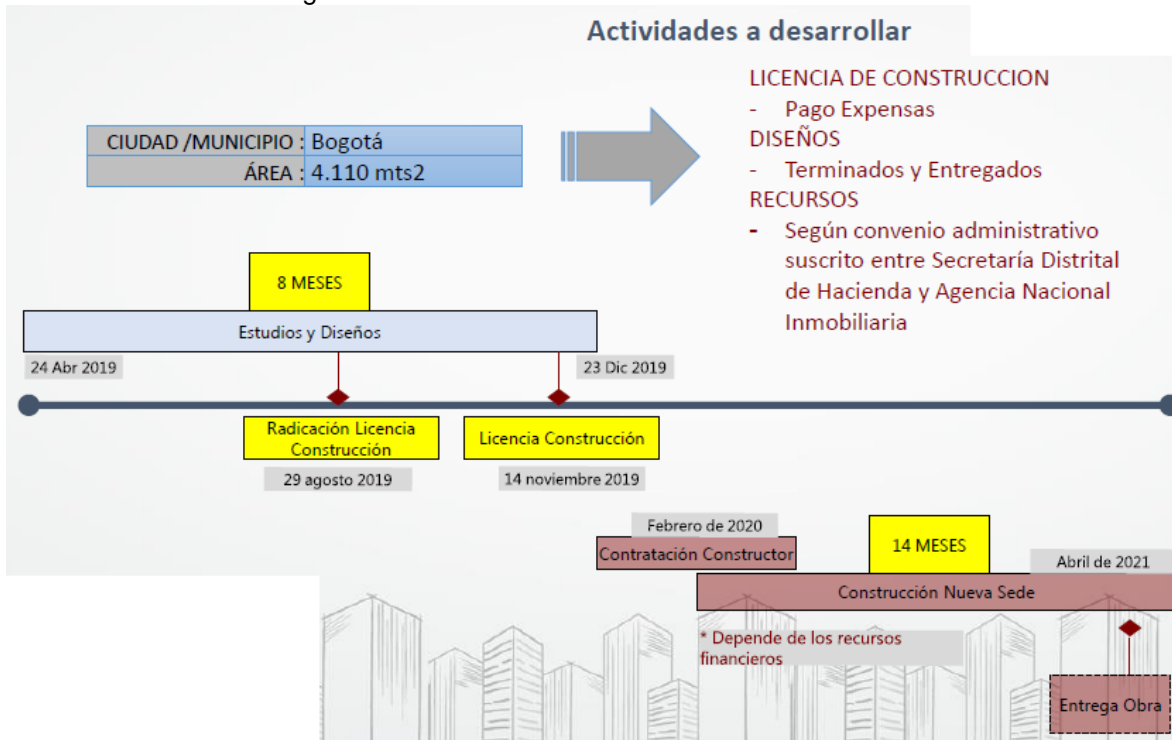 Actividades a desarrollar
CIUDAD /MUNICIPIO : Bogotá
ÁREA : 4.110 mts2
LICENCIA DE CONSTRUCCION
- Pago Expensas
DISEÑOS
- Terminados y Entregados
RECURSOS
- Según convenio administrativo
suscrito entre Secretaría Distrital
de Hacienda y Agencia Nacional
Inmobiliaria
8 MESES
Estudios y Diseños
24 Abr 2019
23 Dic 2019
Radicación Licencia
Construcción
29 agosto 2019
Licencia Construcción
14 noviembre 2019
Febrero de 2020
Contratación Constructor
14 MESES
Abril de 2021
Construcción Nueva Sede
* Depende de los recursos
financieros
Entrega Obra